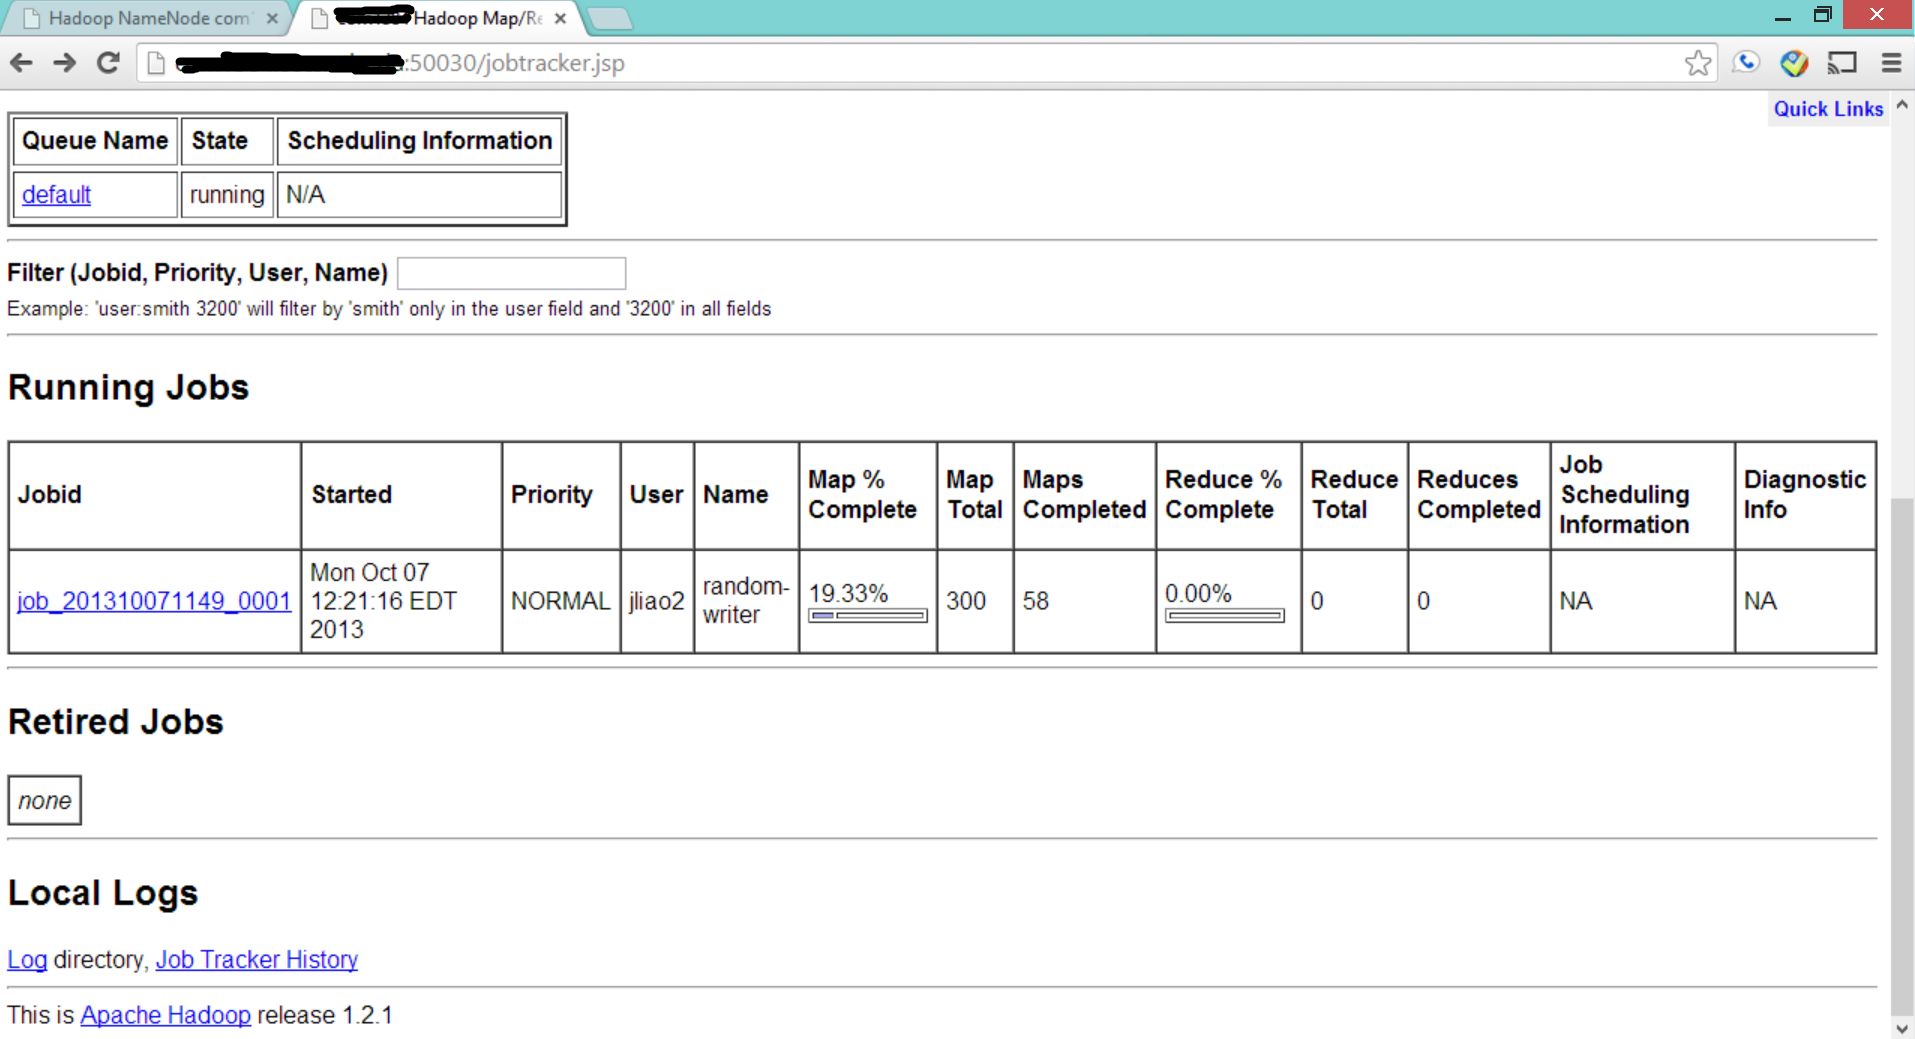 Hadoop NameNode com
Hadoop Map/Re
:50030/jobtracker.jsp
Quick Links
Queue Name State Scheduling Information
default running N/A
Filter (Jobid, Priority, User, Name)
Example: 'user:smith 3200' will filter by 'smith' only in the user field and '3200' in all fields
Running Jobs
Jobid Started Priority User Name Map % Complete Map Total Maps Completed Reduce % Complete Reduce Total Reduces Completed Job Scheduling Information Diagnostic Info
job_201310071149_0001 Mon Oct 07 12:21:16 EDT 2013 NORMAL jliao2 random-writer 19.33% 300 58 0.00% 0 0 NA NA
Retired Jobs
none
Local Logs
Log directory, Job Tracker History
This is Apache Hadoop release 1.2.1